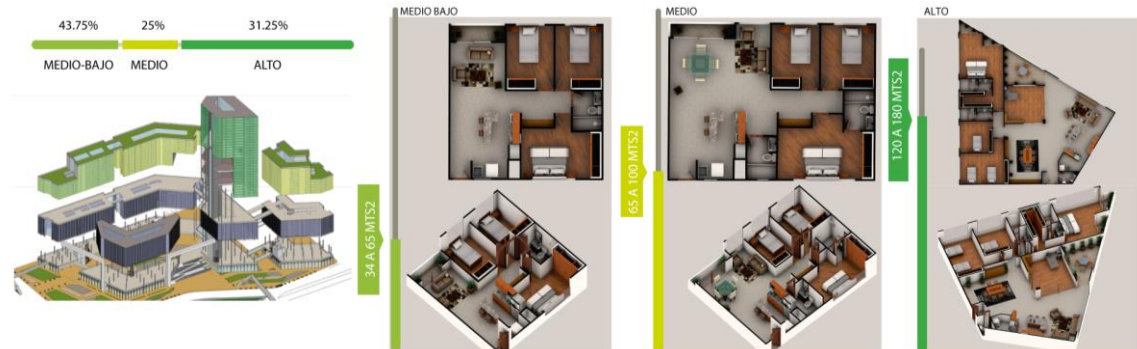 43.75% 25% 31.25%
MEDIO-BAJO MEDIO ALTO
34 A 65 MTS2
MEDIO BAJO
65 A 100 MTS2
MEDIO
120 A 180 MTS2
ALTO